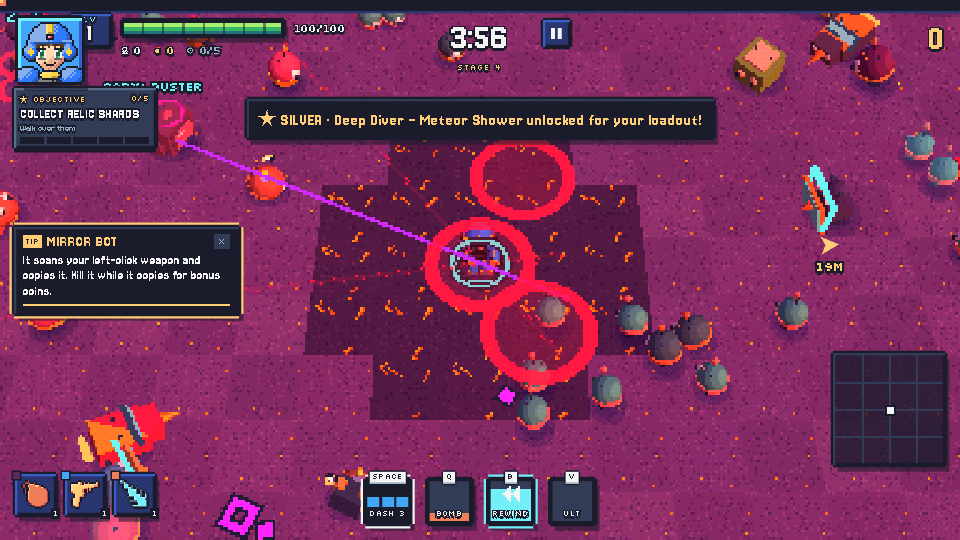 1
100/100
2 0 0 0/5
3:56
STAGE 4
0
OBJECTIVE 0/5
COLLECT RELIC SHARDS
Walk over them
SILVER · Deep Diver – Meteor Shower unlocked for your loadout!
TIP MIRROR BOT ×
It scans your left-click weapon and
copies it. Kill it while it copies for bonus
coins.
19M
1 1 1
SPACE Q R V
DASH 3 BOMB REWIND ULT